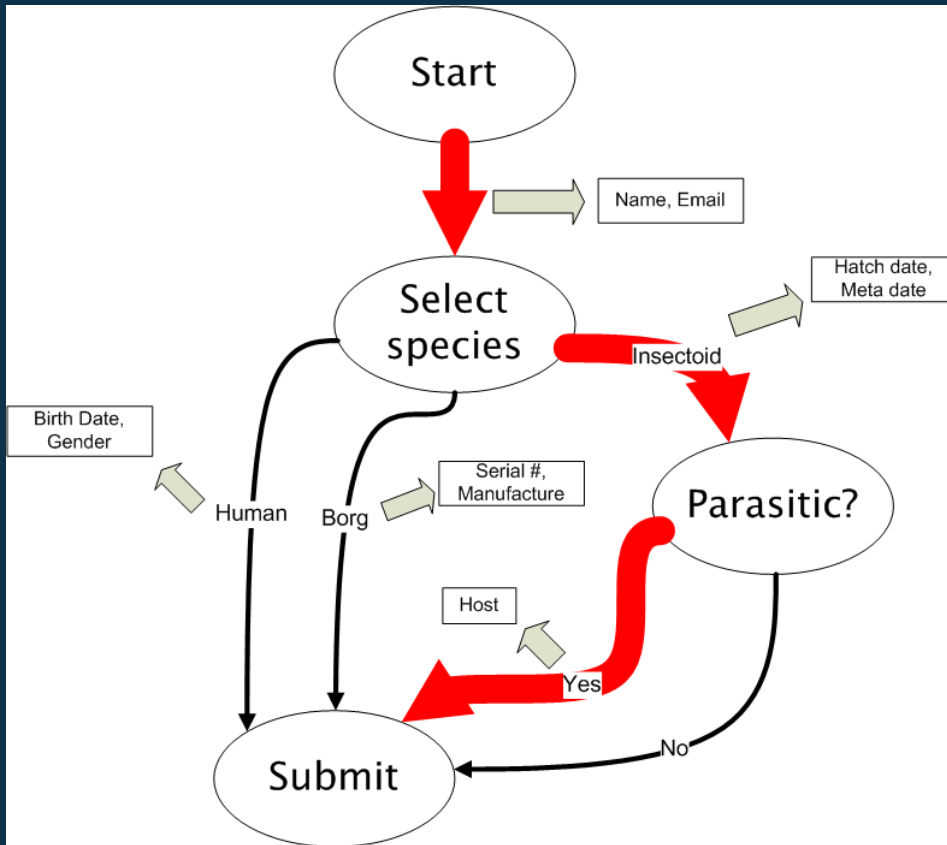 Start
Name, Email
Hatch date,
Meta date
Select
species
Insectoid
Birth Date,
Gender
Serial #,
Manufacture
Human
Borg
Parasitic?
Host
Yes
No
Submit